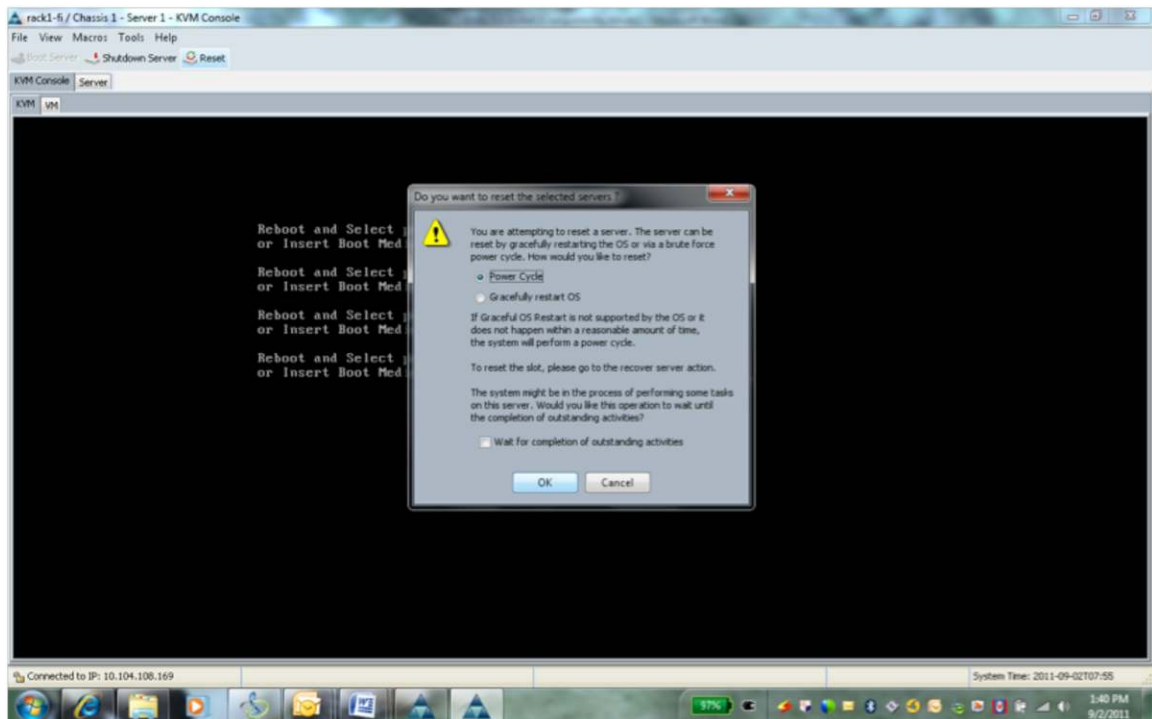 rack1-fi / Chassis 1 - Server 1 - KVM Console
File View Macros Tools Help
Boot Server Shutdown Server Reset
KVM Console Server
KVM VM
Do you want to reset the selected servers ?
Reboot and Select
or Insert Boot Med
Reboot and Select
or Insert Boot Med
Reboot and Select
or Insert Boot Med
Reboot and Select
or Insert Boot Med
You are attempting to reset a server. The server can be
reset by gracefully restarting the OS or via a brute force
power cycle. How would you like to reset?
Power Cycle
Gracefully restart OS
If Graceful OS Restart is not supported by the OS or it
does not happen within a reasonable amount of time,
the system will perform a power cycle.
To reset the slot, please go to the recover server action.
The system might be in the process of performing some tasks
on this server. Would you like this operation to wait until
the completion of outstanding activities?
Wait for completion of outstanding activities
OK Cancel
Connected to IP: 10.104.108.169
System Time: 2011-09-02T07:55
97%
1:40 PM
9/2/2011